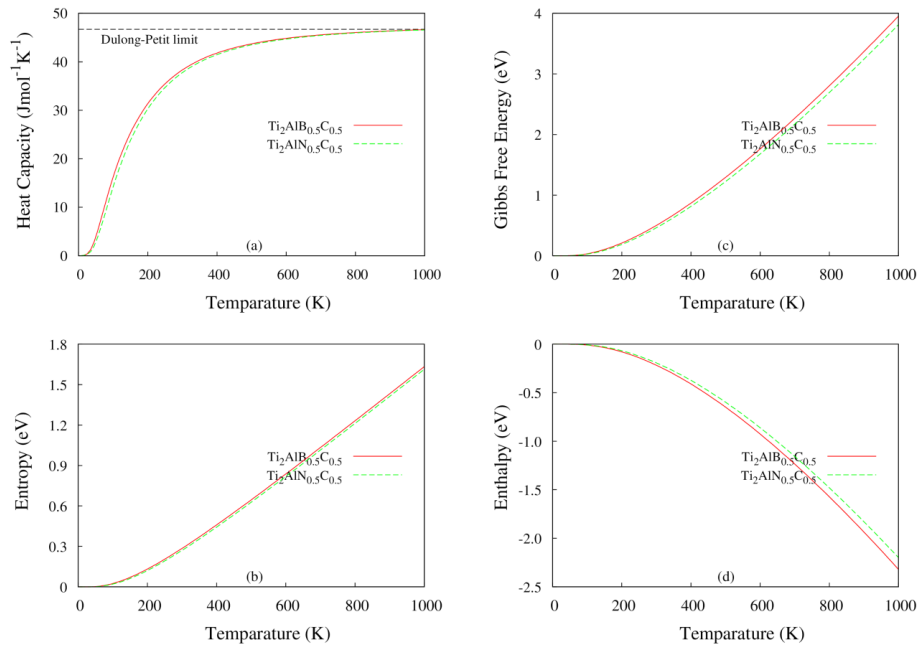 Heat Capacity (Jmol⁻¹K⁻¹)
50
40
30
20
10
0
Dulong-Petit limit
Ti₂AlB₀.₅C₀.₅
Ti₂AlN₀.₅C₀.₅
(a)
0 200 400 600 800 1000
Temparature (K)
Gibbs Free Energy (eV)
4
3
2
1
0
Ti₂AlB₀.₅C₀.₅
Ti₂AlN₀.₅C₀.₅
(c)
0 200 400 600 800 1000
Temparature (K)
Entropy (eV)
1.8
1.5
1.2
0.9
0.6
0.3
0
Ti₂AlB₀.₅C₀.₅
Ti₂AlN₀.₅C₀.₅
(b)
0 200 400 600 800 1000
Temparature (K)
Enthalpy (eV)
0
-0.5
-1.0
-1.5
-2.0
-2.5
Ti₂AlB₀.₅C₀.₅
Ti₂AlN₀.₅C₀.₅
(d)
0 200 400 600 800 1000
Temparature (K)